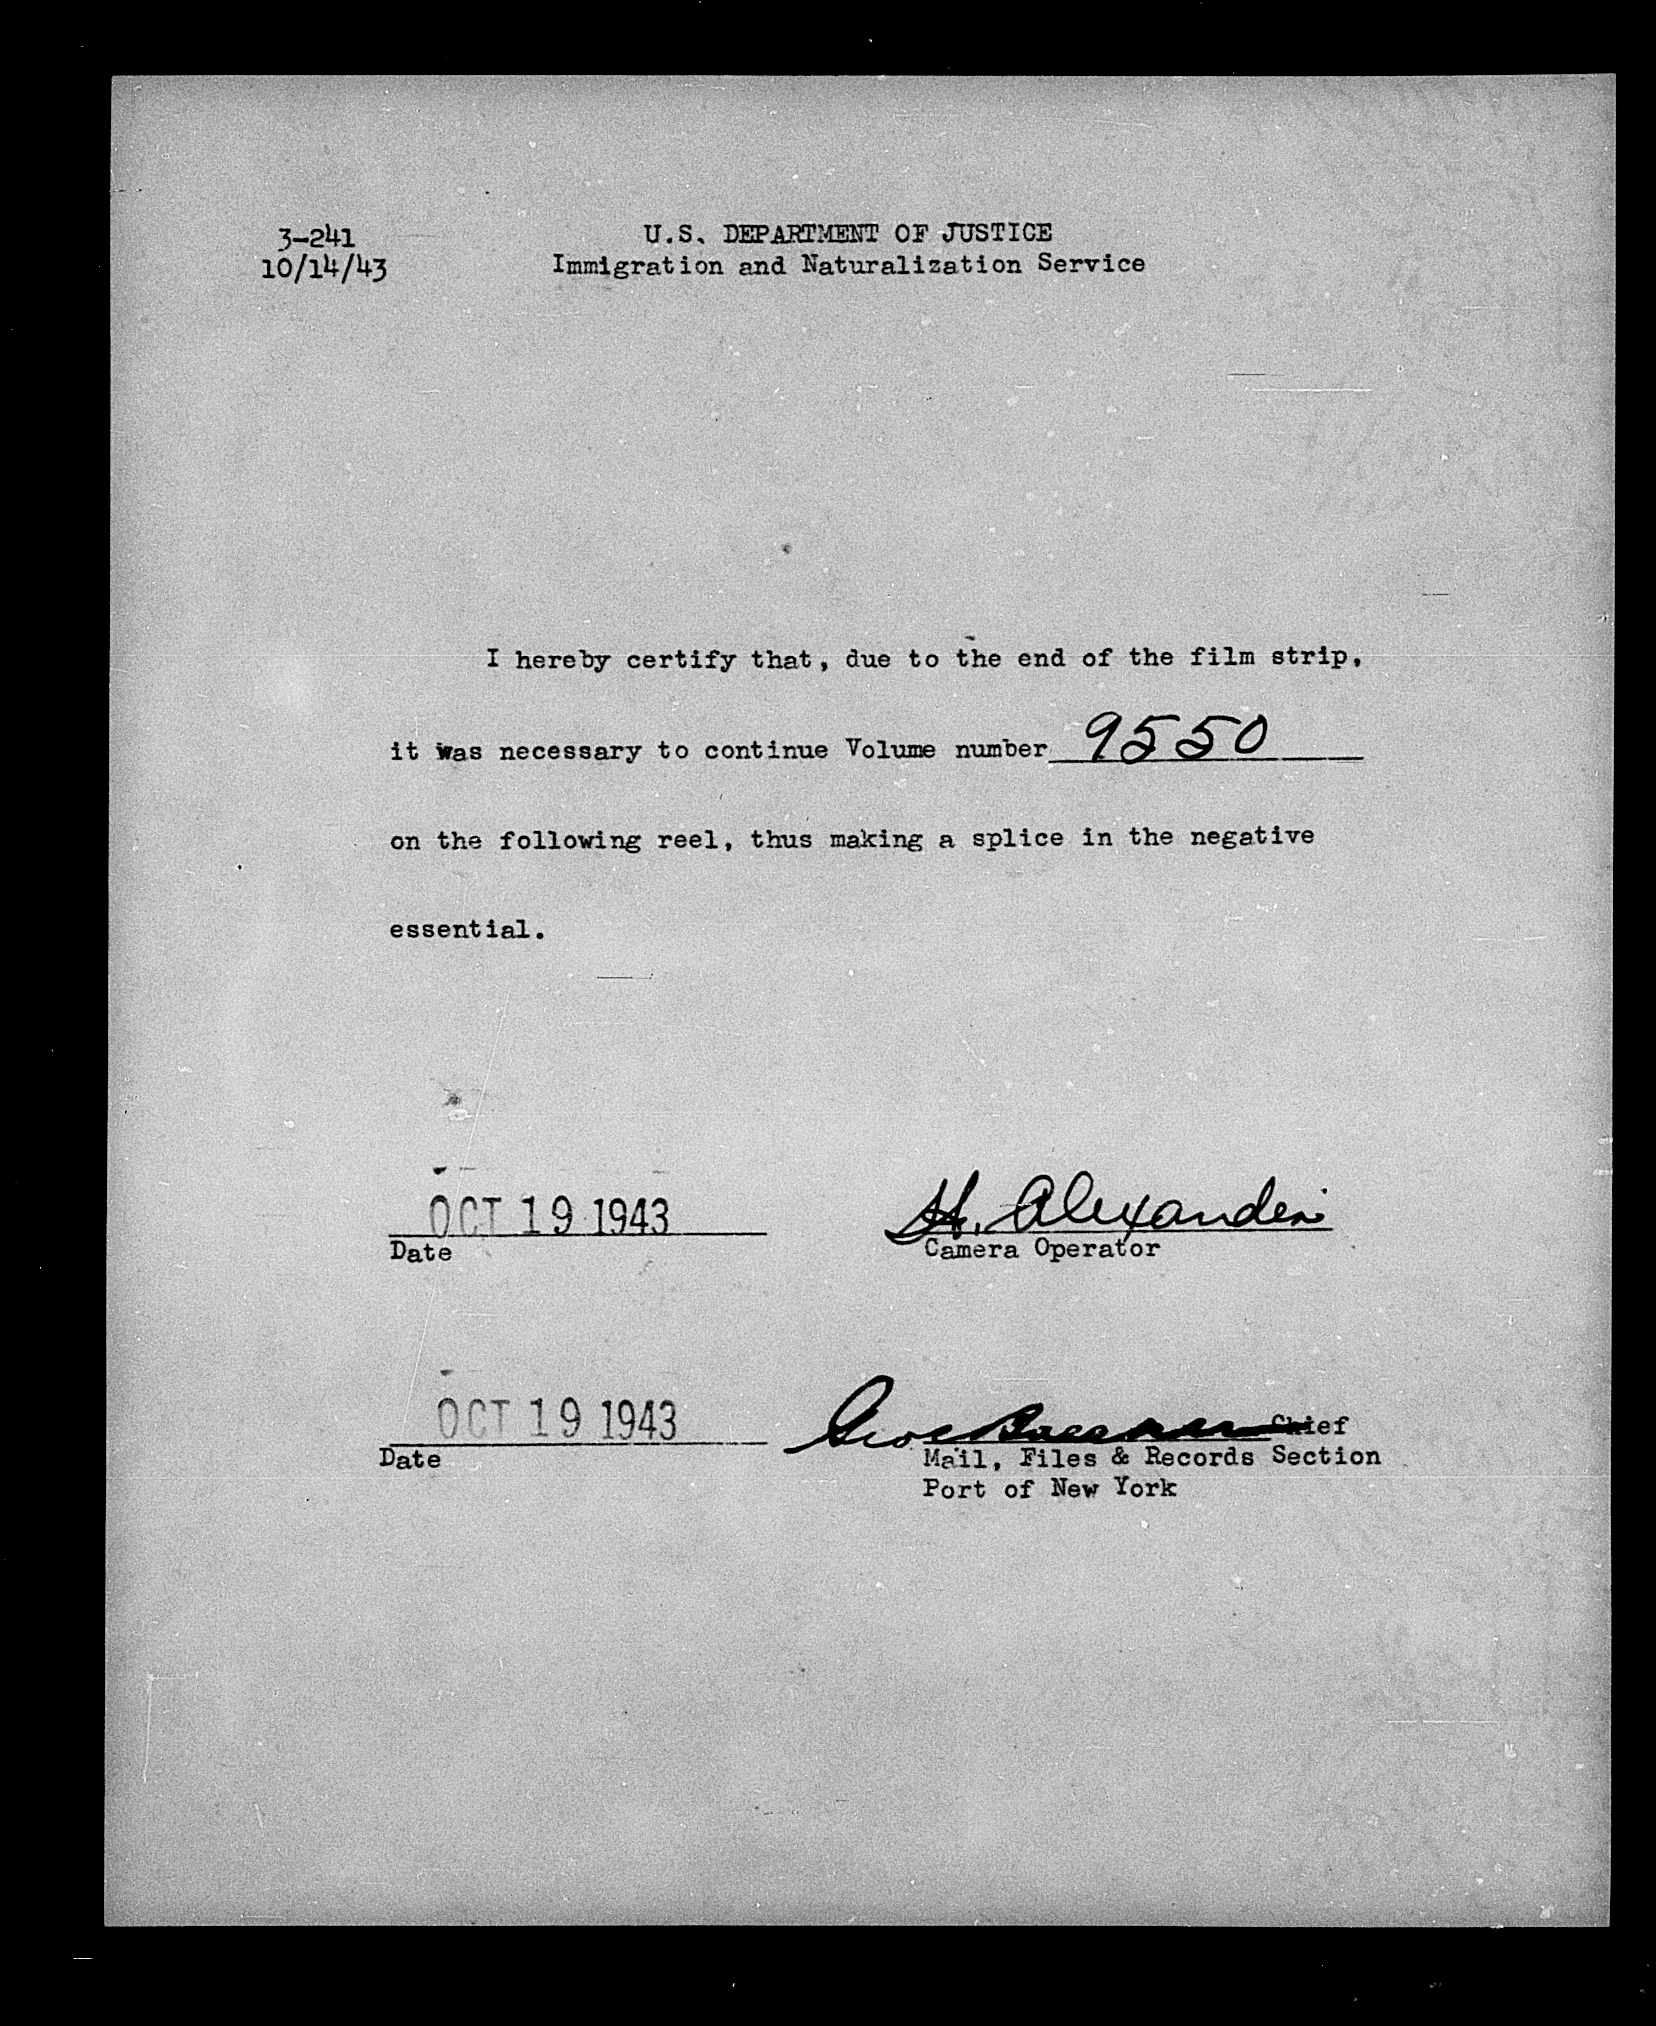 3-241
10/14/43
U.S. DEPARTMENT OF JUSTICE
Immigration and Naturalization Service
I hereby certify that, due to the end of the film strip,
it was necessary to continue Volume number 9550
on the following reel, thus making a splice in the negative
essential.
OCT 19 1943
Date
H. Alexander
Camera Operator
OCT 19 1943
Date
Chief
Mail, Files & Records Section
Port of New York